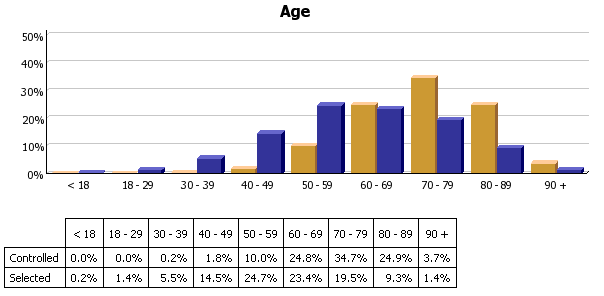 Age
50%
40%
30%
20%
10%
0%
< 18 18 - 29 30 - 39 40 - 49 50 - 59 60 - 69 70 - 79 80 - 89 90 +
< 18 18 - 29 30 - 39 40 - 49 50 - 59 60 - 69 70 - 79 80 - 89 90 +
Controlled 0.0% 0.0% 0.2% 1.8% 10.0% 24.8% 34.7% 24.9% 3.7%
Selected 0.2% 1.4% 5.5% 14.5% 24.7% 23.4% 19.5% 9.3% 1.4%